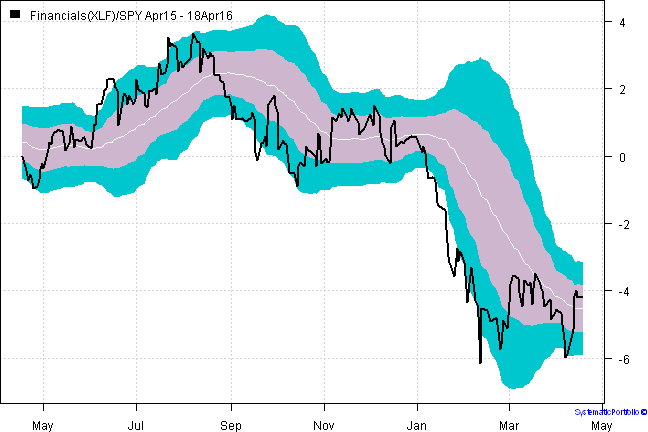 Financials(XLF)/SPY Apr15 - 18Apr16
4
2
0
-2
-4
-6
May
Jul
Sep
Nov
Jan
Mar
May
SystematicPortfolio ©